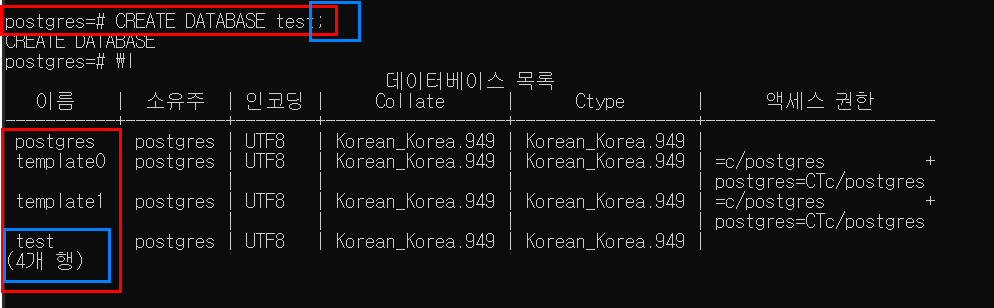 postgres=# CREATE DATABASE test;
CREATE DATABASE
postgres=# ₩l
데이터베이스 목록
이름 | 소유주 | 인코딩 | Collate | Ctype | 액세스 권한
-----------+----------+--------+------------------+------------------+-----------------------
postgres | postgres | UTF8 | Korean_Korea.949 | Korean_Korea.949 |
template0 | postgres | UTF8 | Korean_Korea.949 | Korean_Korea.949 | =c/postgres +
| | | | | postgres=CTc/postgres
template1 | postgres | UTF8 | Korean_Korea.949 | Korean_Korea.949 | =c/postgres +
| | | | | postgres=CTc/postgres
test | postgres | UTF8 | Korean_Korea.949 | Korean_Korea.949 |
(4개 행)